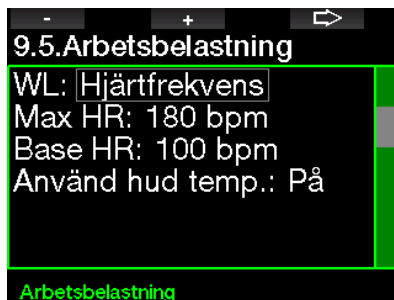 - +
9.5.Arbetsbelastning
WL: Hjärtfrekvens
Max HR: 180 bpm
Base HR: 100 bpm
Använd hud temp.: På
Arbetsbelastning